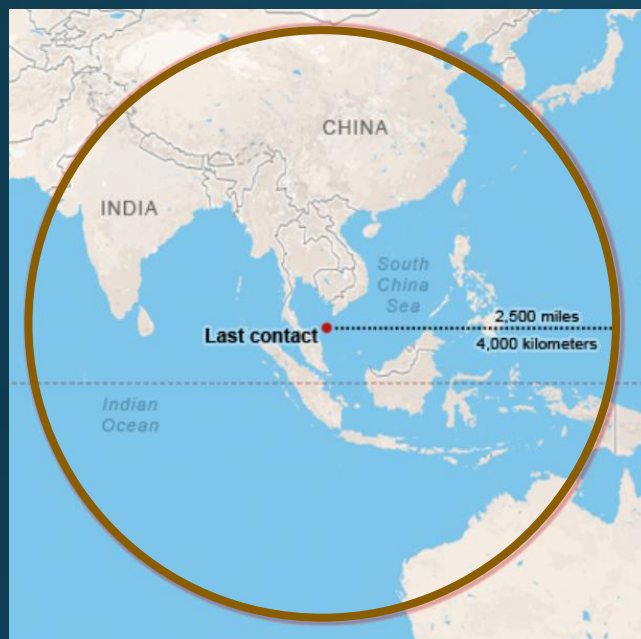 CHINA
INDIA
South
China
Sea
2,500 miles
Last contact
4,000 kilometers
Indian
Ocean